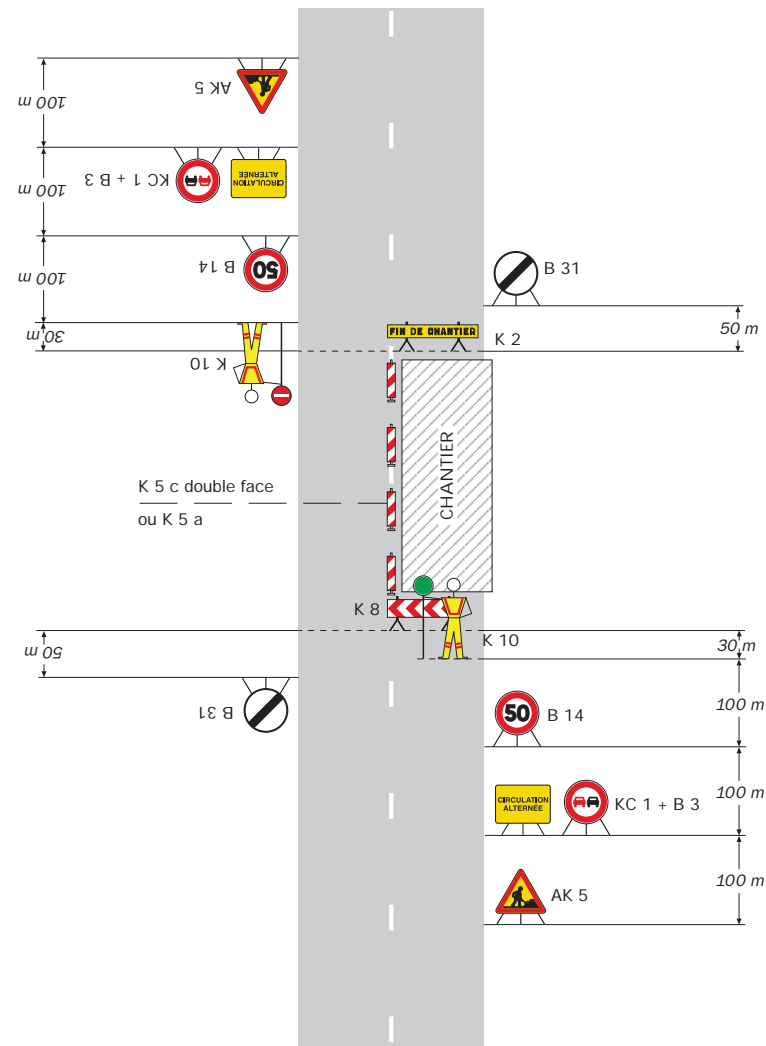 AK 5
100 m
KC 1 + B 3
CIRCULATION
ALTERNÉE
100 m
B 14
50
100 m
B 31
50 m
30 m
K 10
FIN DE CHANTIER
K 2
CHANTIER
K 5 c double face
ou K 5 a
K 8
K 10
30 m
50 m
B 31
50
B 14
100 m
CIRCULATION
ALTERNÉE
KC 1 + B 3
100 m
AK 5
100 m